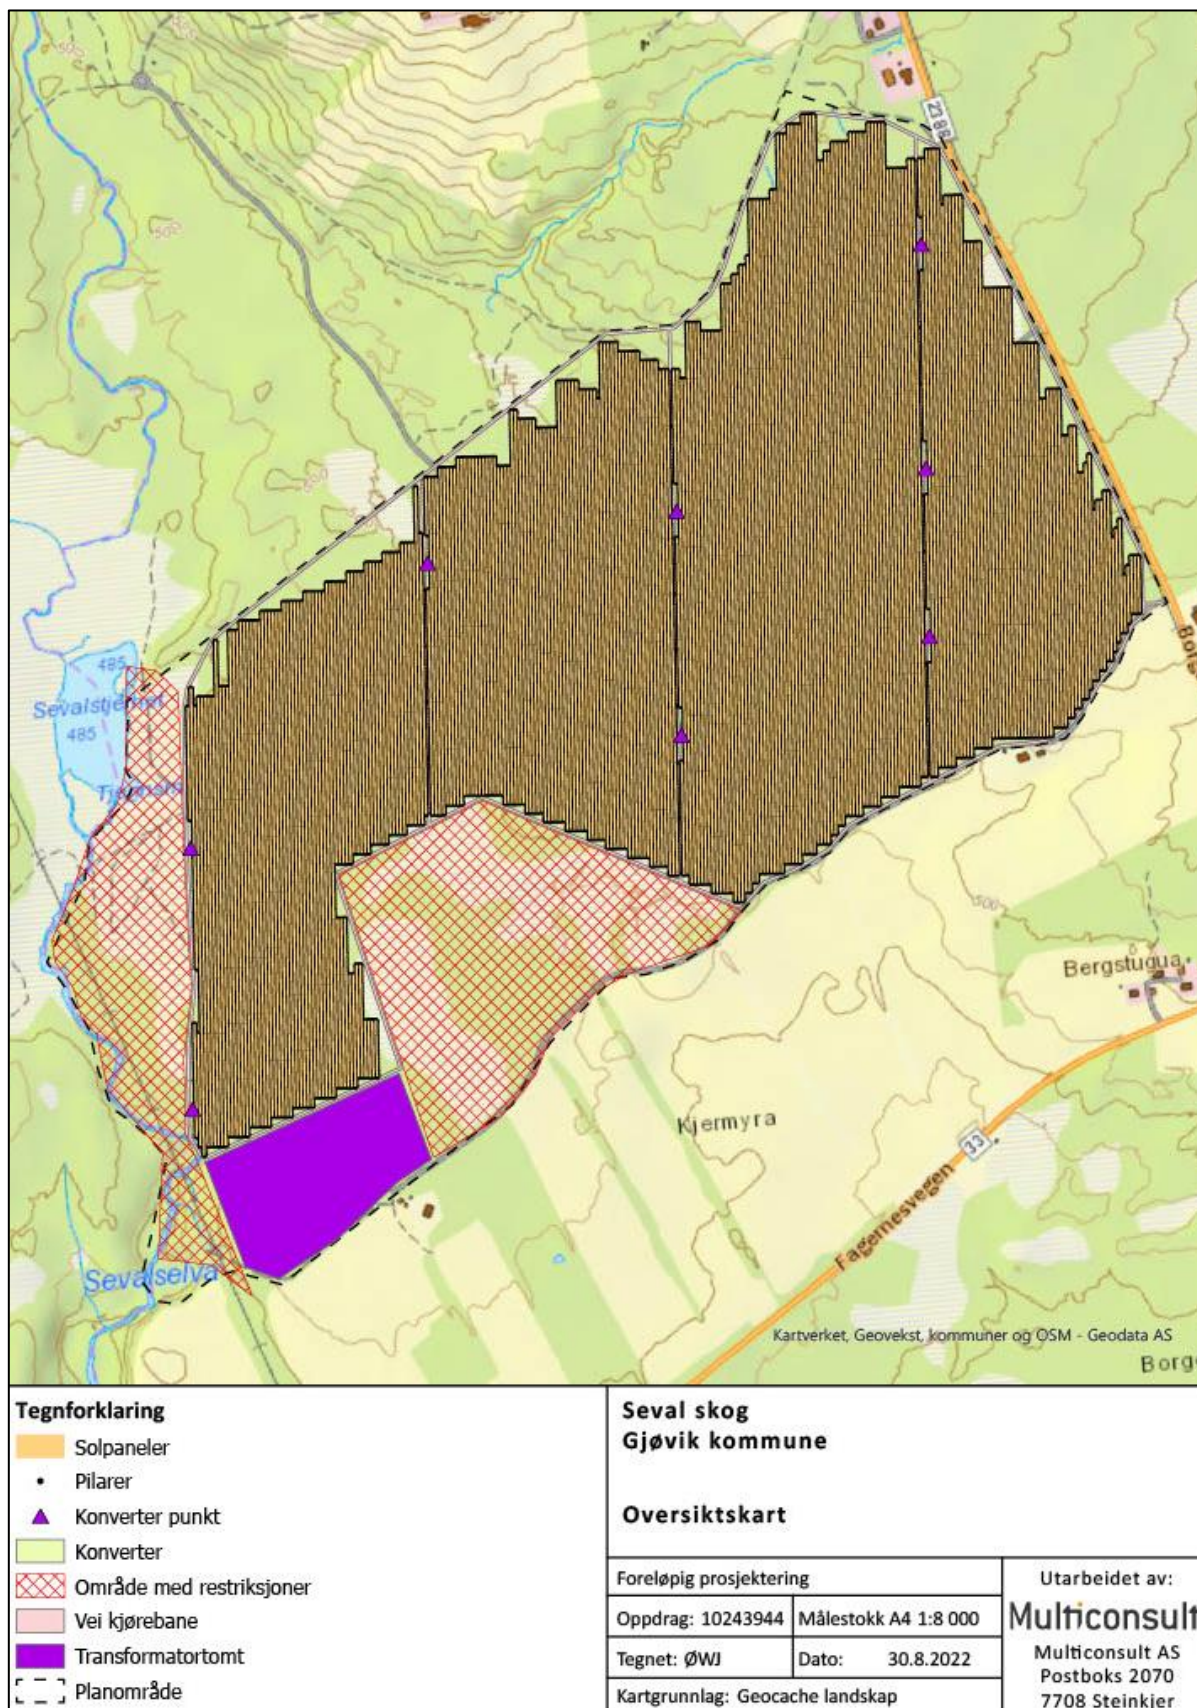 500
500
2388
500
485
Sevalstjernet
485
500
Bergstugua
Kjermyra
33
Fagernesvegen
Sevalselva
Kartverket, Geovekst, kommuner og OSM - Geodata AS
Tegnforklaring
Solpaneler
Pilarer
Konverter punkt
Konverter
Område med restriksjoner
Vei kjørebane
Transformatortomt
Planområde
Seval skog
Gjøvik kommune
Oversiktskart
Foreløpig prosjektering
Oppdrag: 10243944
Målestokk A4 1:8 000
Tegnet: ØWJ
Dato: 30.8.2022
Kartgrunnlag: Geocache landskap
Utarbeidet av:
Multiconsult
Multiconsult AS
Postboks 2070
7708 Steinkjer